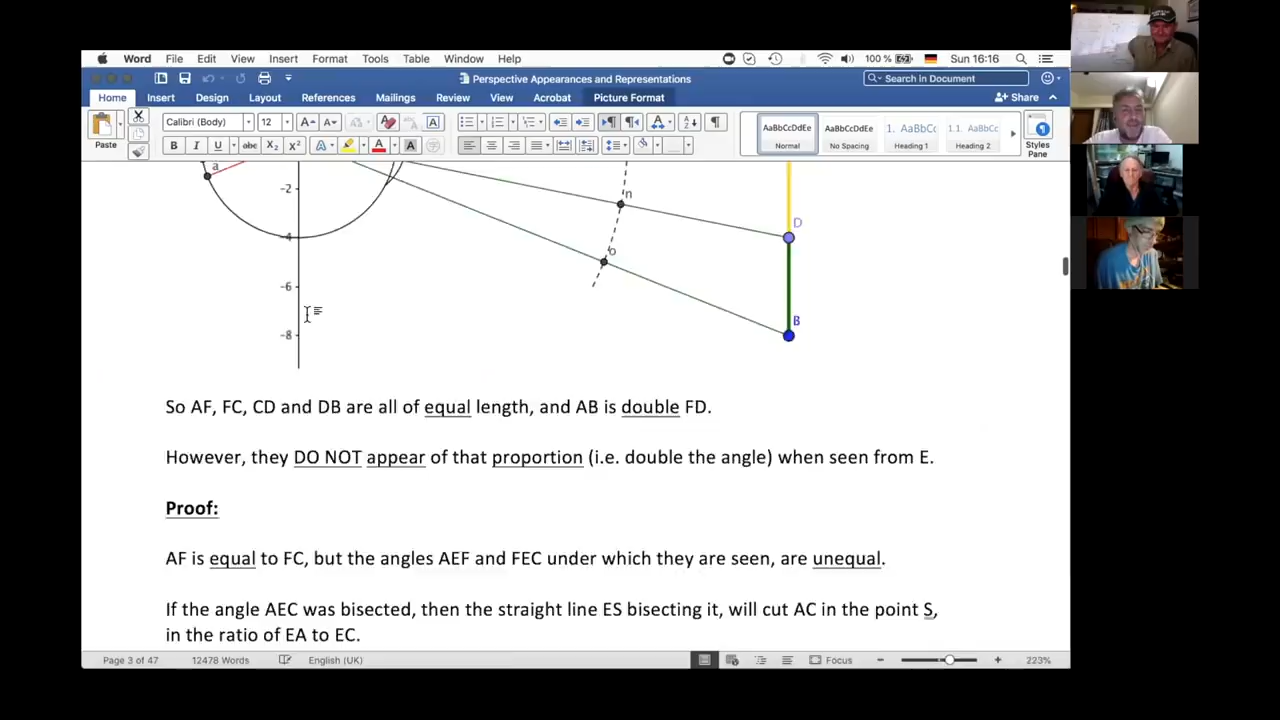 Word File Edit View Insert Format Tools Table Window Help 100 % Sun 16:16
Perspective Appearances and Representations
Search in Document
Home Insert Design Layout References Mailings Review View Acrobat Picture Format Share
Paste Calibri (Body) 12 A A A A
B I U abc X₂ X² A A A
AaBbCcDdEe AaBbCcDdEe 1. AaBbCc 1.1. AaBbCc
Normal No Spacing Heading 1 Heading 2 Styles Pane
a
-2
n
D
-4
o
-6
B
-8
So AF, FC, CD and DB are all of equal length, and AB is double FD.
However, they DO NOT appear of that proportion (i.e. double the angle) when seen from E.
Proof:
AF is equal to FC, but the angles AEF and FEC under which they are seen, are unequal.
If the angle AEC was bisected, then the straight line ES bisecting it, will cut AC in the point S,
in the ratio of EA to EC.
Page 3 of 47 12478 Words English (UK) Focus 223%